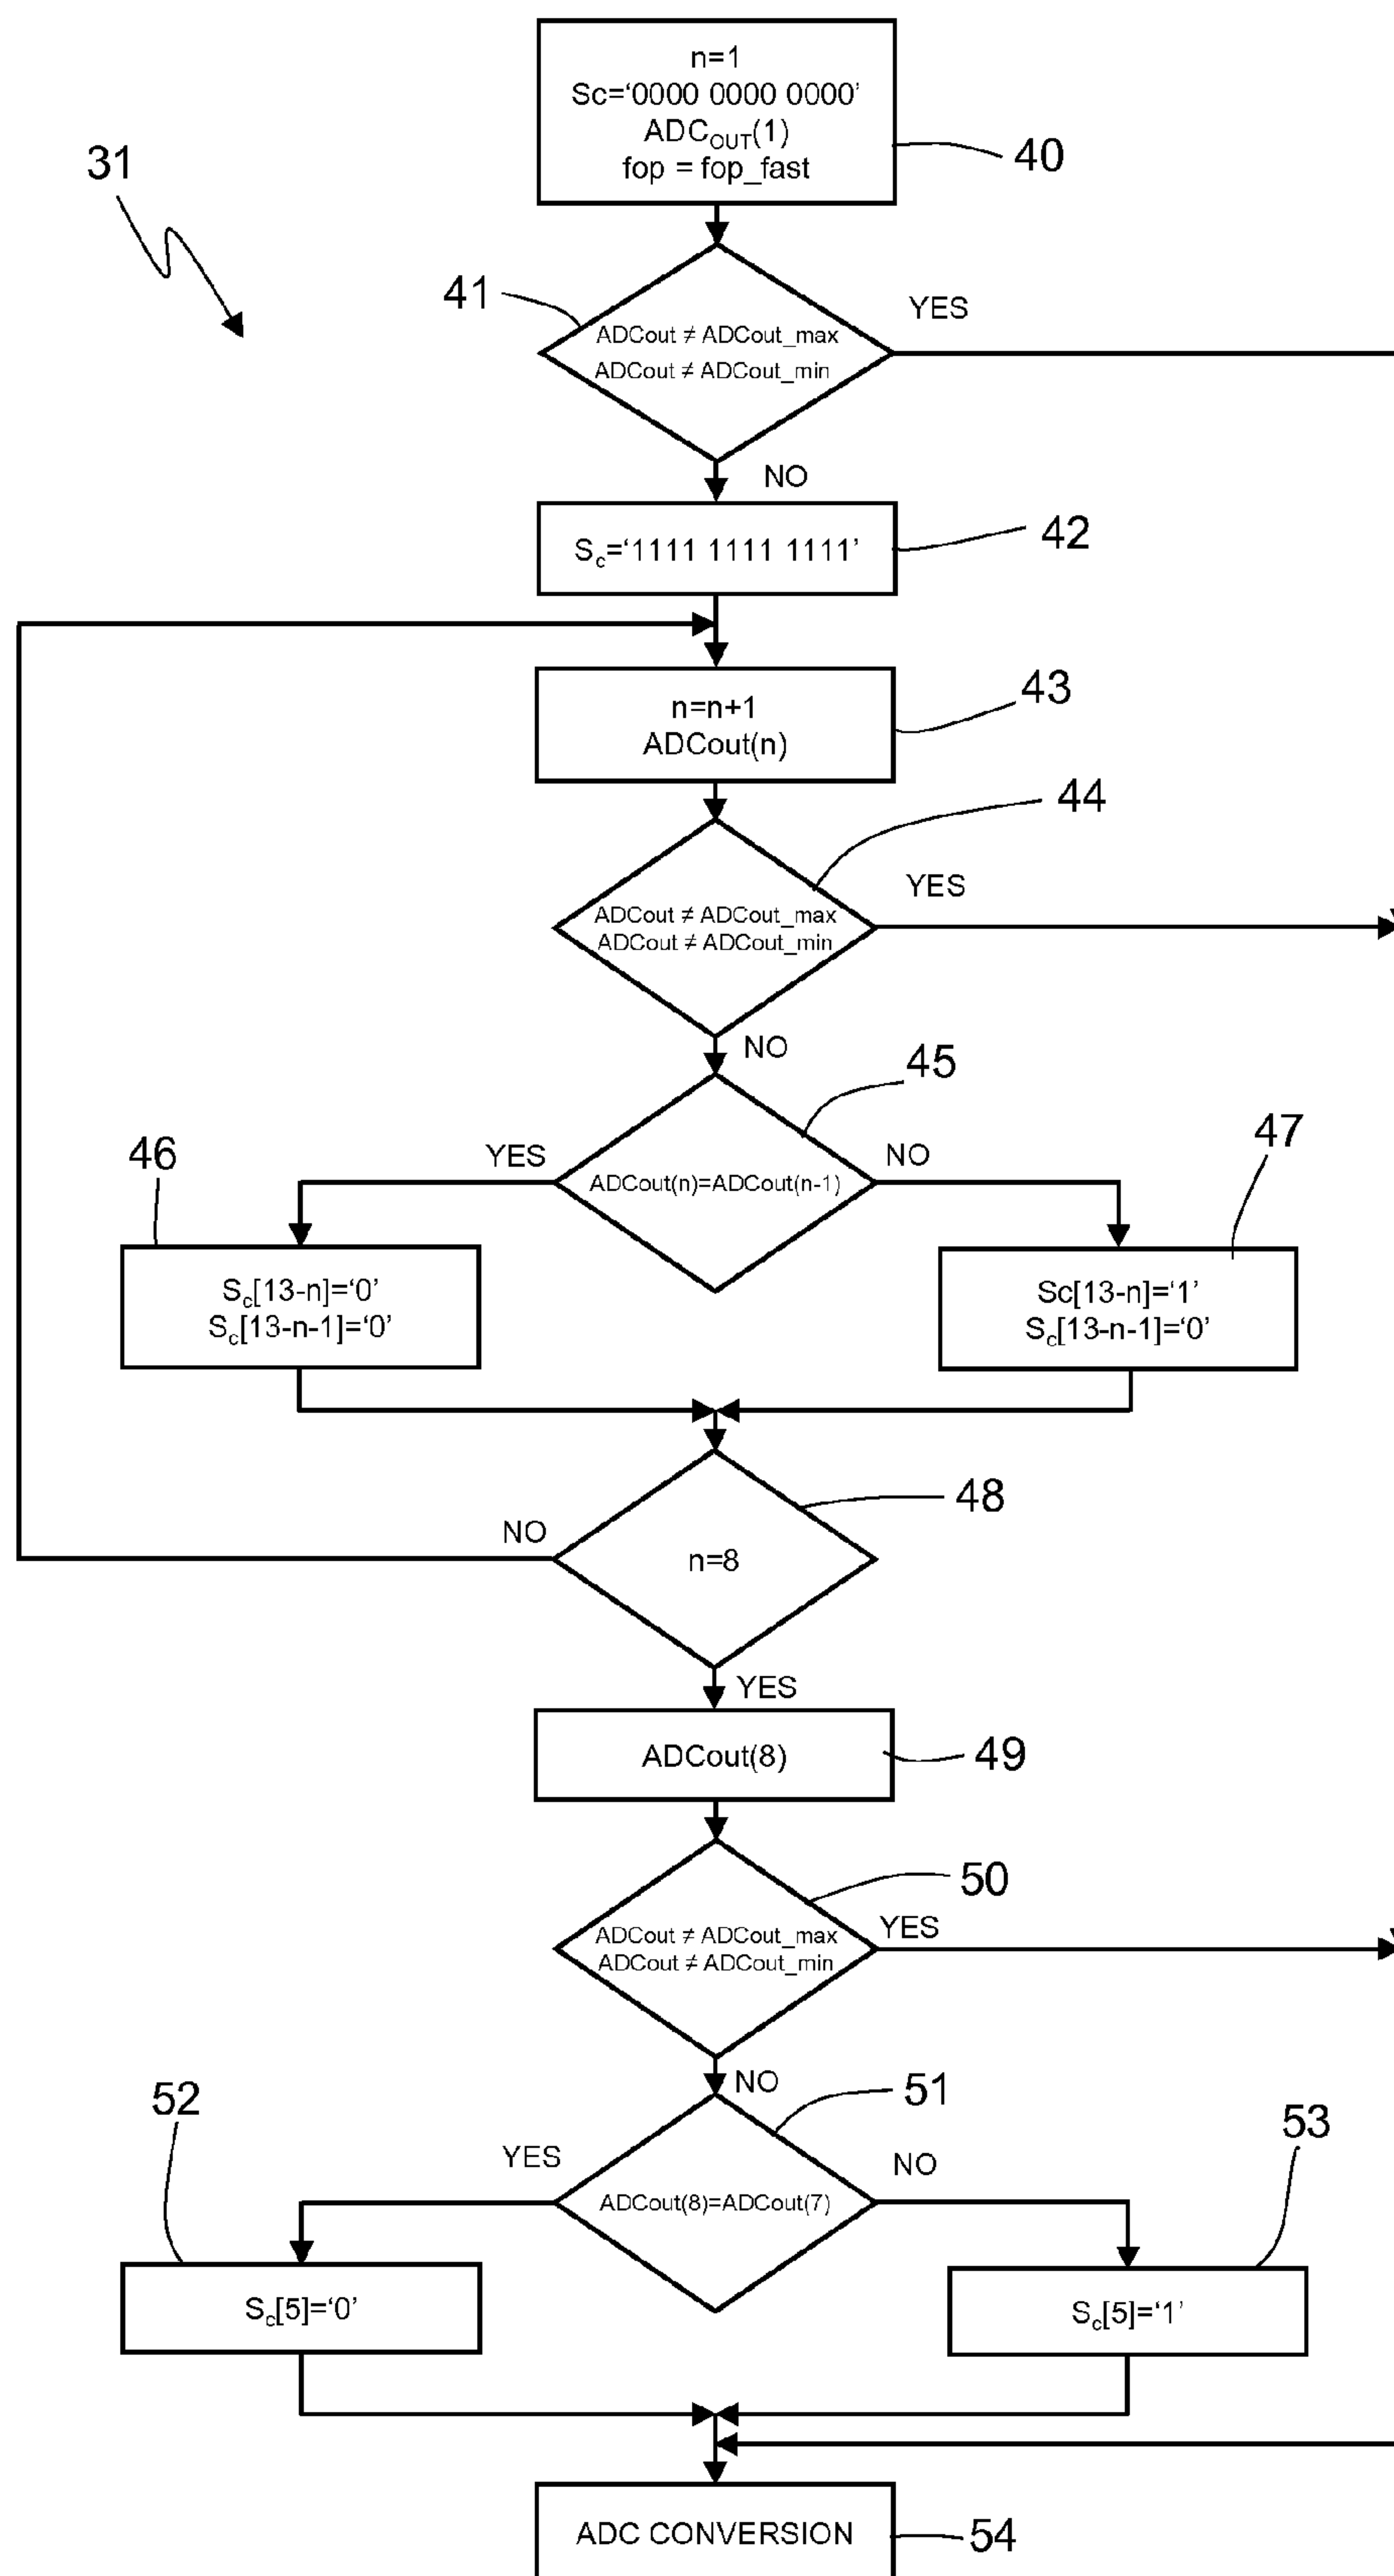 n=1
Sc=‘0000 0000 0000’
ADCOUT(1)
fop = fop_fast
40
31
41
YES
ADCout ≠ ADCout_max
ADCout ≠ ADCout_min
NO
Sc=‘1111 1111 1111’
42
n=n+1
ADCout(n)
43
44
YES
ADCout ≠ ADCout_max
ADCout ≠ ADCout_min
NO
45
46
YES
NO
47
ADCout(n)=ADCout(n-1)
Sc[13-n]=‘0’
Sc[13-n-1]=‘0’
Sc[13-n]=‘1’
Sc[13-n-1]=‘0’
48
NO
n=8
YES
ADCout(8)
49
50
YES
ADCout ≠ ADCout_max
ADCout ≠ ADCout_min
NO
51
52
53
YES
NO
ADCout(8)=ADCout(7)
Sc[5]=‘0’
Sc[5]=‘1’
ADC CONVERSION
54